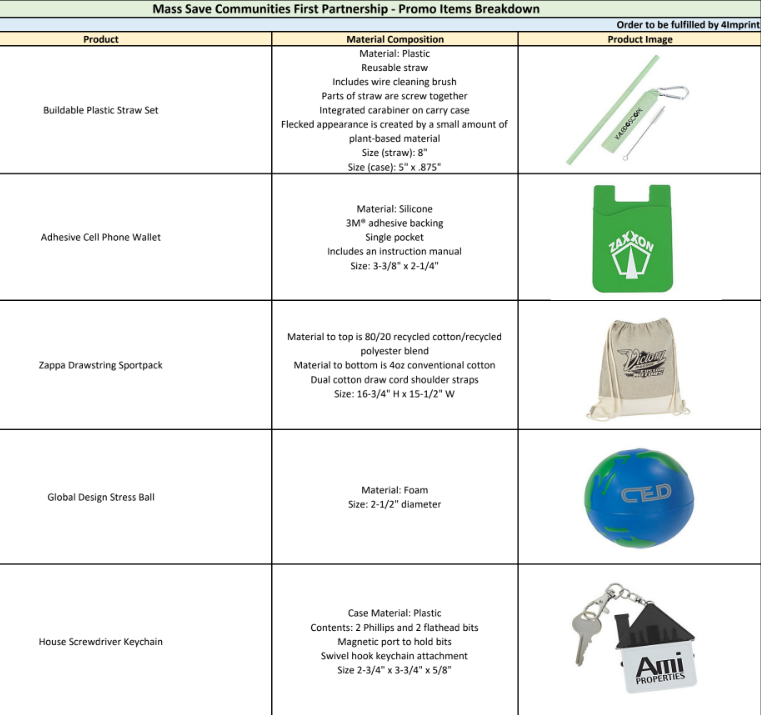 Mass Save Communities First Partnership - Promo Items Breakdown
Order to be fulfilled by 4Imprint
Product
Material Composition
Product Image
Buildable Plastic Straw Set
Material: Plastic
Reusable straw
Includes wire cleaning brush
Parts of straw are screw together
Integrated carabiner on carry case
Flecked appearance is created by a small amount of
plant-based material
Size (straw): 8"
Size (case): 5" x .875"
KALEIDOSCOPE
Adhesive Cell Phone Wallet
Material: Silicone
3M® adhesive backing
Single pocket
Includes an instruction manual
Size: 3-3/8" x 2-1/4"
ZAXXON
Zappa Drawstring Sportpack
Material to top is 80/20 recycled cotton/recycled
polyester blend
Material to bottom is 4oz conventional cotton
Dual cotton draw cord shoulder straps
Size: 16-3/4" H x 15-1/2" W
Victory
Global Design Stress Ball
Material: Foam
Size: 2-1/2" diameter
CED
House Screwdriver Keychain
Case Material: Plastic
Contents: 2 Phillips and 2 flathead bits
Magnetic port to hold bits
Swivel hook keychain attachment
Size 2-3/4" x 3-3/4" x 5/8"
Ami
PROPERTIES